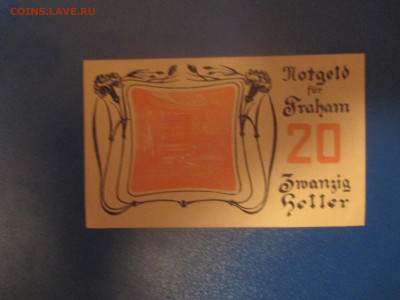 COINS.LAVE.RU
Notgeld
für
Fraham
20
Zwanzig
Heller